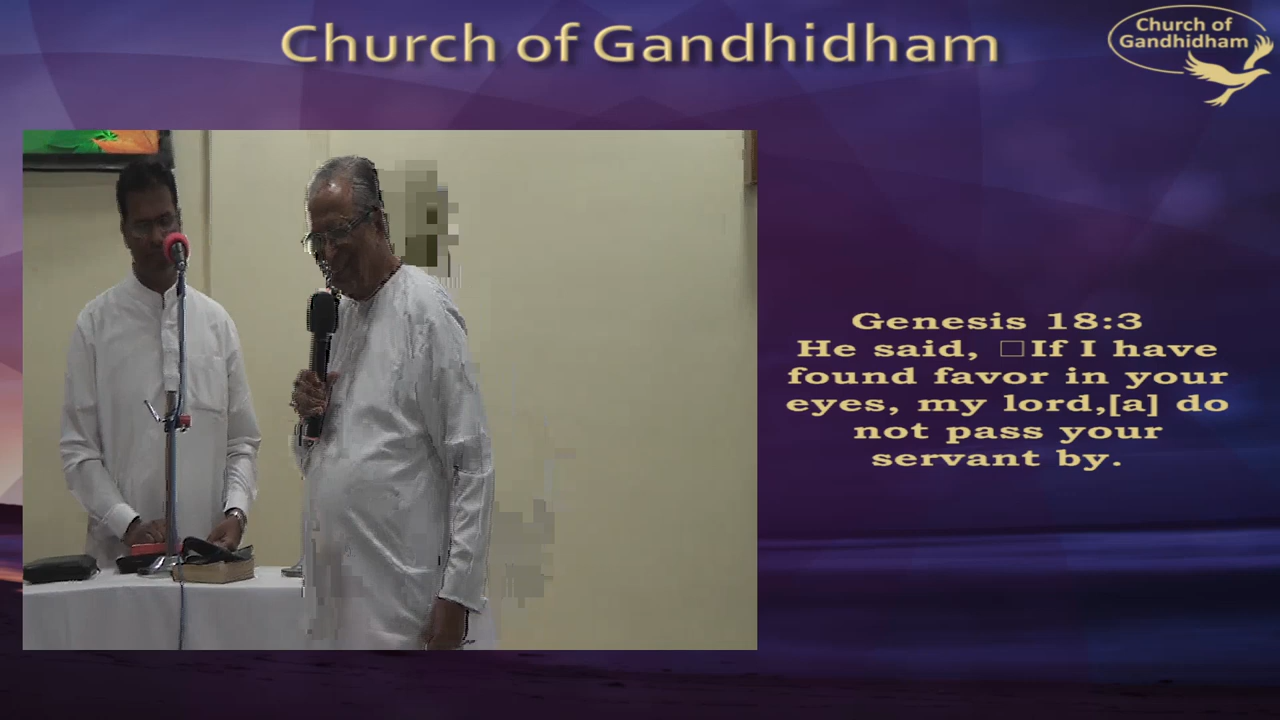 Church of Gandhidham
Church of
Gandhidham
Genesis 18:3
He said, □If I have
found favor in your
eyes, my lord,[a] do
not pass your
servant by.